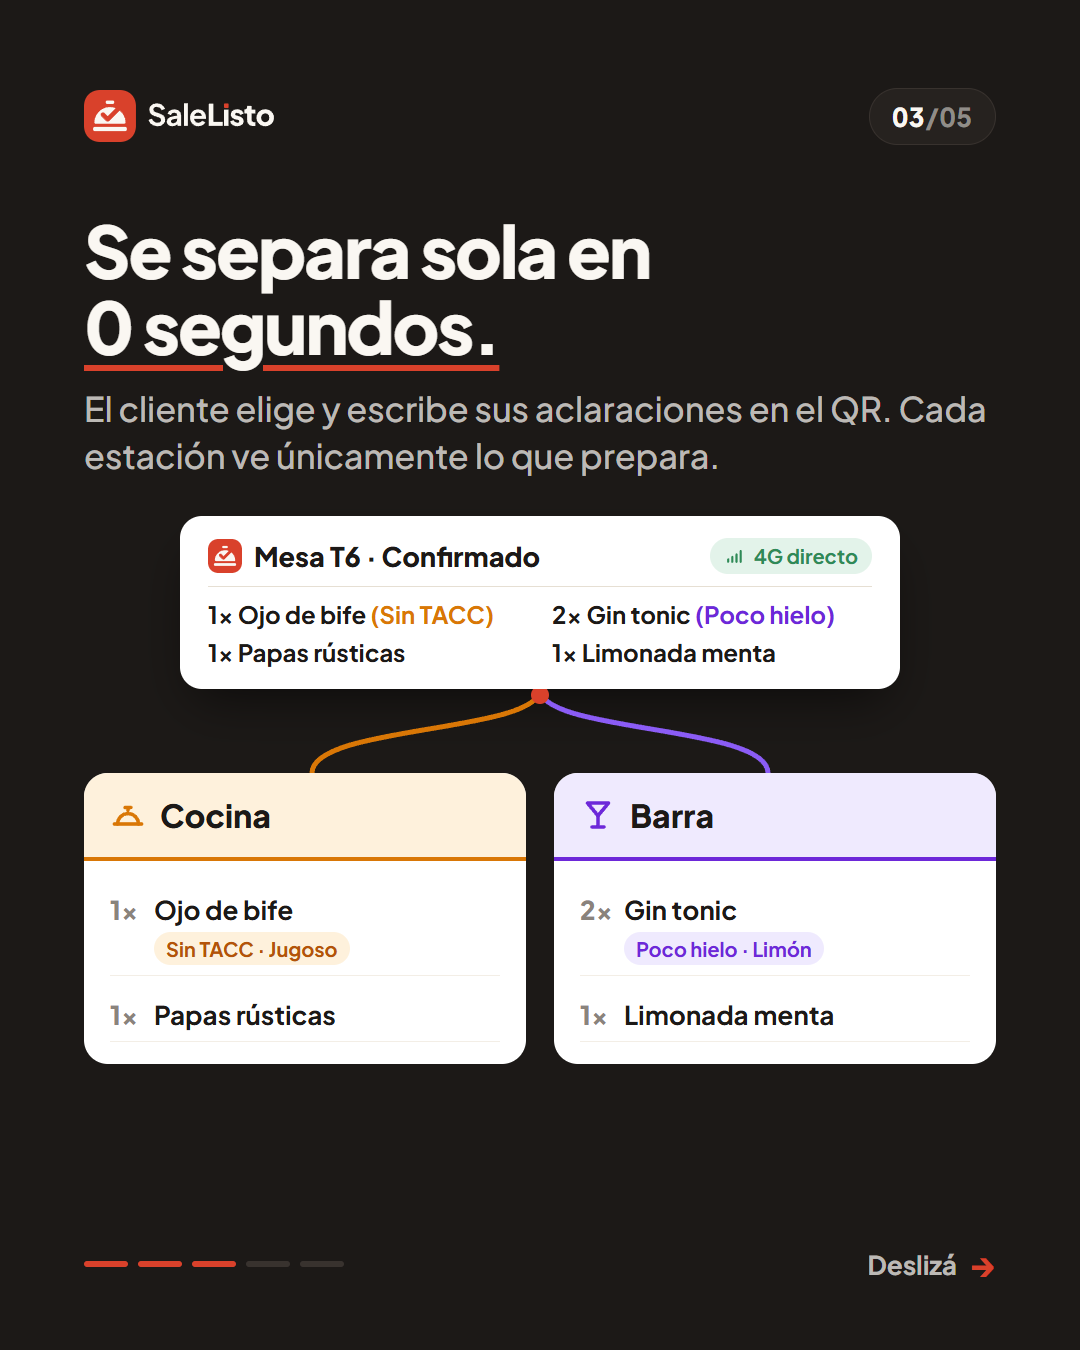 SaleListo
03/05
Se separa sola en
0 segundos.
El cliente elige y escribe sus aclaraciones en el QR. Cada
estación ve únicamente lo que prepara.
Mesa T6 · Confirmado
4G directo
1× Ojo de bife (Sin TACC)
2× Gin tonic (Poco hielo)
1× Papas rústicas
1× Limonada menta
Cocina
1× Ojo de bife
Sin TACC · Jugoso
1× Papas rústicas
Barra
2× Gin tonic
Poco hielo · Limón
1× Limonada menta
Deslizá →